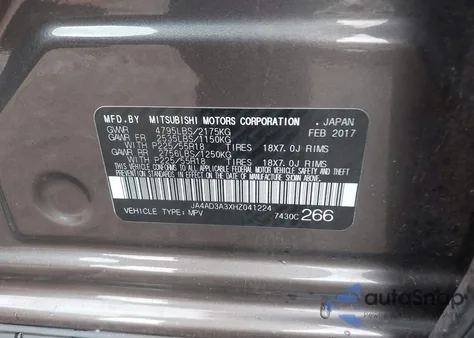 MFD.BY MITSUBISHI MOTORS CORPORATION , JAPAN
GVWR 4795LBS/2175KG FEB 2017
GAWR FR 2535LBS/1150KG
WITH P225/55R18 TIRES 18X7.0J RIMS
GAWR RR 2756LBS/1250KG
WITH P225/55R18 TIRES 18X7.0J RIMS
THIS VEHICLE CONFORMS TO ALL APPLICABLE FEDERAL MOTOR VEHICLE SAFETY, BUMPER, AND THEFT PREVENTION STANDARDS IN EFFECT ON THE DATE OF MANUFACTURE SHOWN ABOVE.
JA4AD3A3XHZ041224
VEHICLE TYPE: MPV 7430C 266
autoSnap